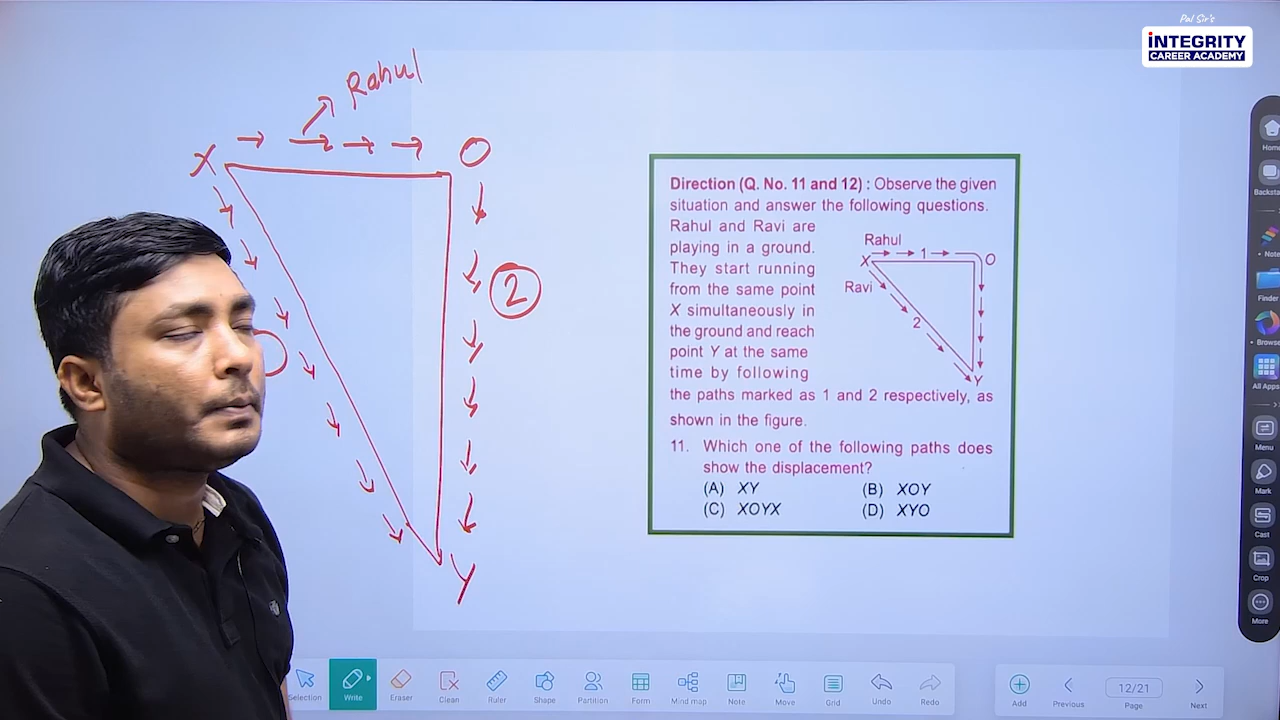 Pal Sir's
iNTEGRITY
CAREER ACADEMY
Rahul
X
O
2
Y
Direction (Q. No. 11 and 12) : Observe the given
situation and answer the following questions.
Rahul and Ravi are
playing in a ground.
They start running
from the same point
X simultaneously in
the ground and reach
point Y at the same
time by following
the paths marked as 1 and 2 respectively, as
shown in the figure.
Rahul
X
1
O
Ravi
2
Y
11. Which one of the following paths does
show the displacement?
(A) XY (B) XOY
(C) XOYX (D) XYO
Home
Backsta
Note
Finder
Browse
All Apps
Menu
Mark
Cast
Crop
More
Selection Write Eraser Clean Ruler Shape Partition Form Mind map Note Move Grid Undo Redo
Add Previous 12/21 Page Next